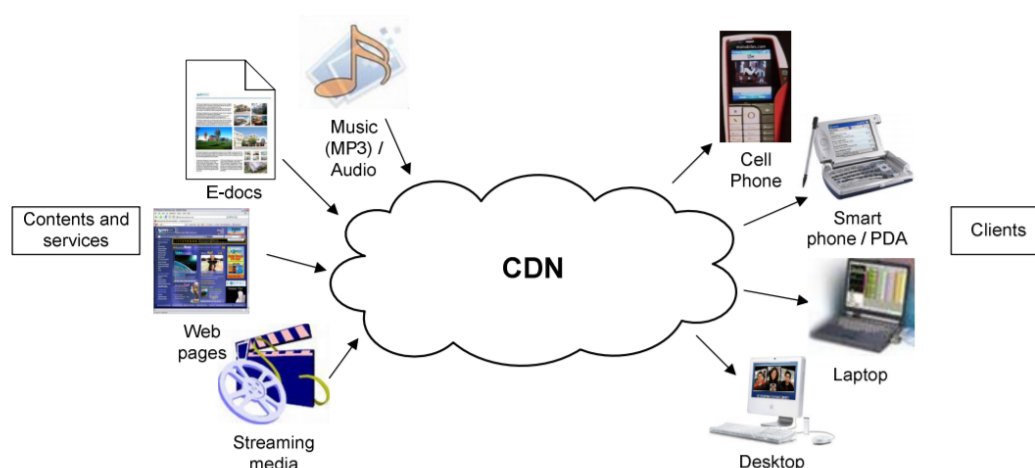 Music
(MP3) /
Audio
Cell
Phone
E-docs
Contents and
services
CDN
Smart
phone / PDA
Clients
Web
pages
Laptop
Streaming
media
Desktop